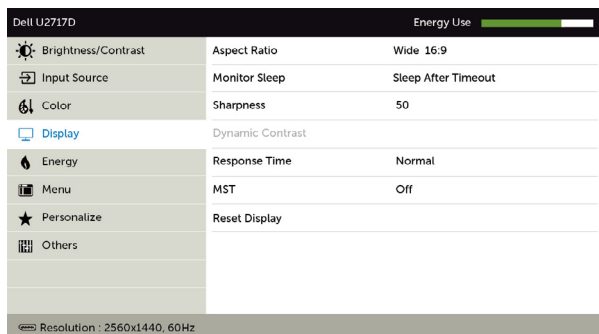 Dell U2717D Energy Use
Brightness/Contrast Aspect Ratio Wide 16:9
Input Source Monitor Sleep Sleep After Timeout
Color Sharpness 50
Display Dynamic Contrast
Energy Response Time Normal
Menu MST Off
Personalize Reset Display
Others
Resolution : 2560x1440, 60Hz